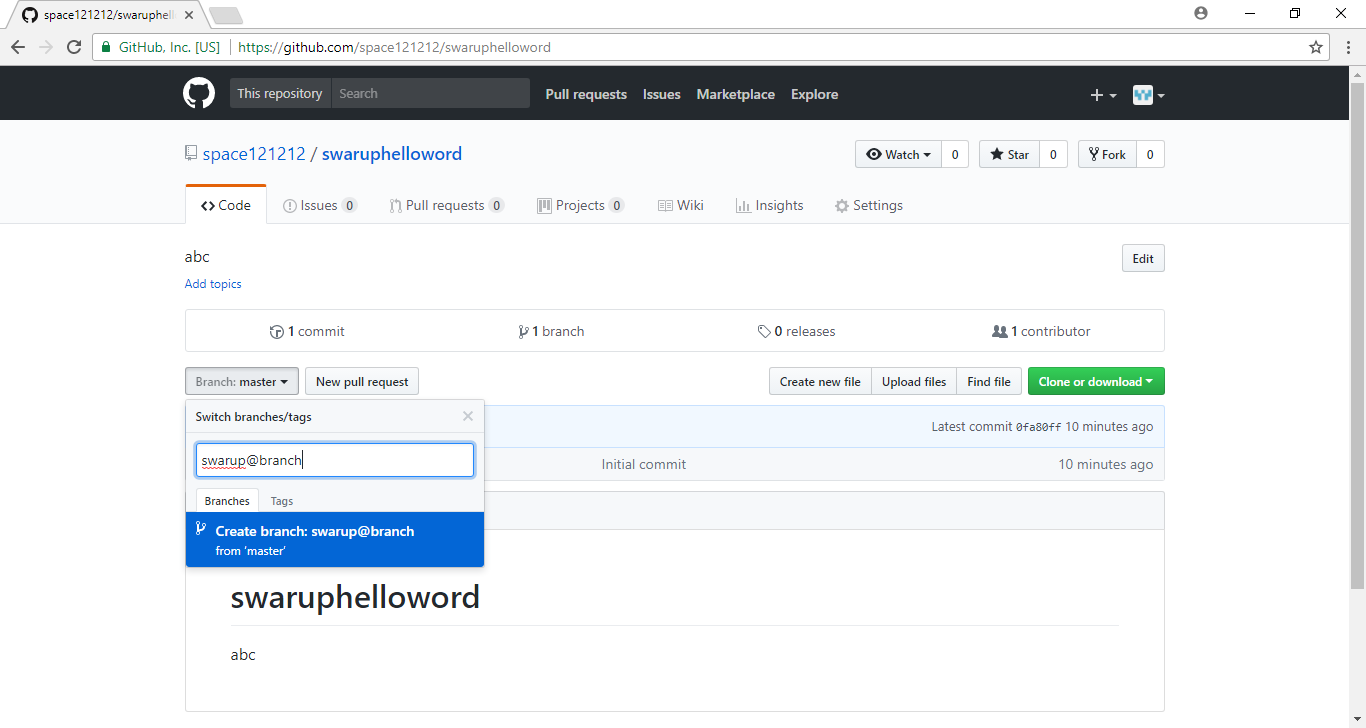 space121212/swaruphell
GitHub, Inc. [US] https://github.com/space121212/swaruphelloword
This repository Search Pull requests Issues Marketplace Explore
space121212 / swaruphelloword
Watch 0 Star 0 Fork 0
Code Issues 0 Pull requests 0 Projects 0 Wiki Insights Settings
abc
Edit
Add topics
1 commit 1 branch 0 releases 1 contributor
Branch: master New pull request Create new file Upload files Find file Clone or download
Switch branches/tags
Latest commit 0fa80ff 10 minutes ago
swarup@branch
Initial commit 10 minutes ago
Branches Tags
Create branch: swarup@branch
from 'master'
swaruphelloword
abc